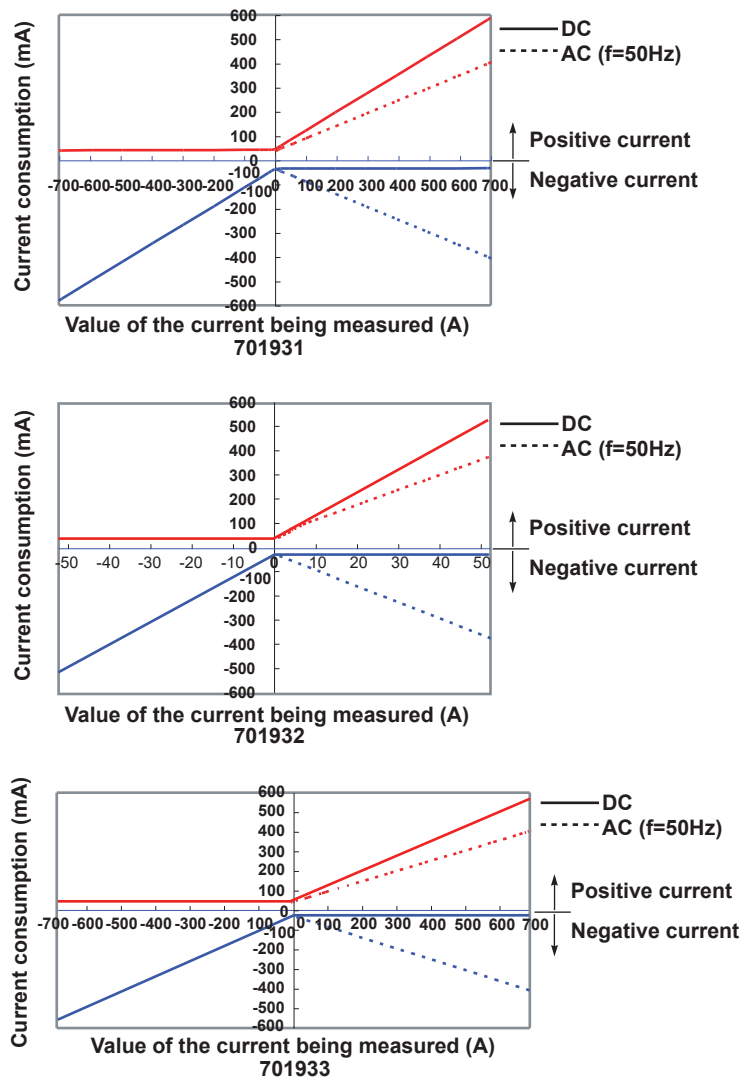 Current consumption (mA)
600
500
400
300
200
100
0
-100
-200
-300
-400
-500
-600
-700 -600 -500 -400 -300 -200 -100 0 100 200 300 400 500 600 700
DC
AC (f=50Hz)
Positive current
Negative current
Value of the current being measured (A)
701931
Current consumption (mA)
600
500
400
300
200
100
0
-100
-200
-300
-400
-500
-600
-50 -40 -30 -20 -10 0 10 20 30 40 50
DC
AC (f=50Hz)
Positive current
Negative current
Value of the current being measured (A)
701932
Current consumption (mA)
600
500
400
300
200
100
0
-100
-200
-300
-400
-500
-600
-700 -600 -500 -400 -300 -200 -100 0 100 200 300 400 500 600 700
DC
AC (f=50Hz)
Positive current
Negative current
Value of the current being measured (A)
701933